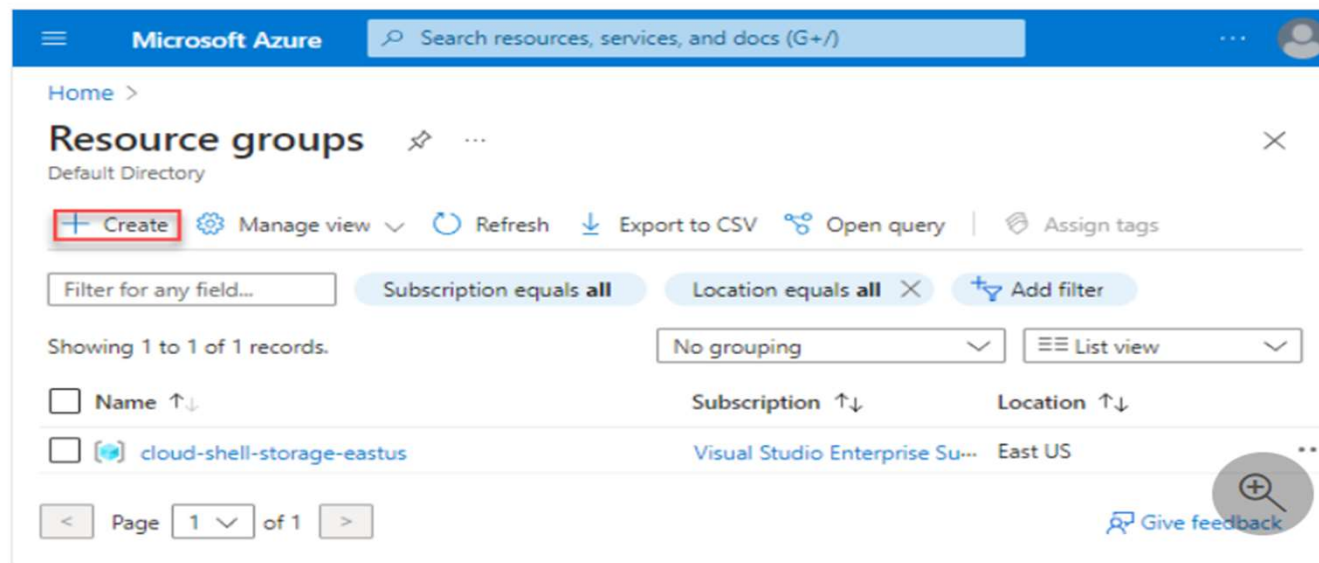 Microsoft Azure Search resources, services, and docs (G+/) ...
Home >
Resource groups ...
Default Directory
+ Create Manage view Refresh Export to CSV Open query Assign tags
Filter for any field... Subscription equals all Location equals all × Add filter
Showing 1 to 1 of 1 records. No grouping List view
Name ↑↓ Subscription ↑↓ Location ↑↓
cloud-shell-storage-eastus Visual Studio Enterprise Su... East US
< Page 1 of 1 > Give feedback